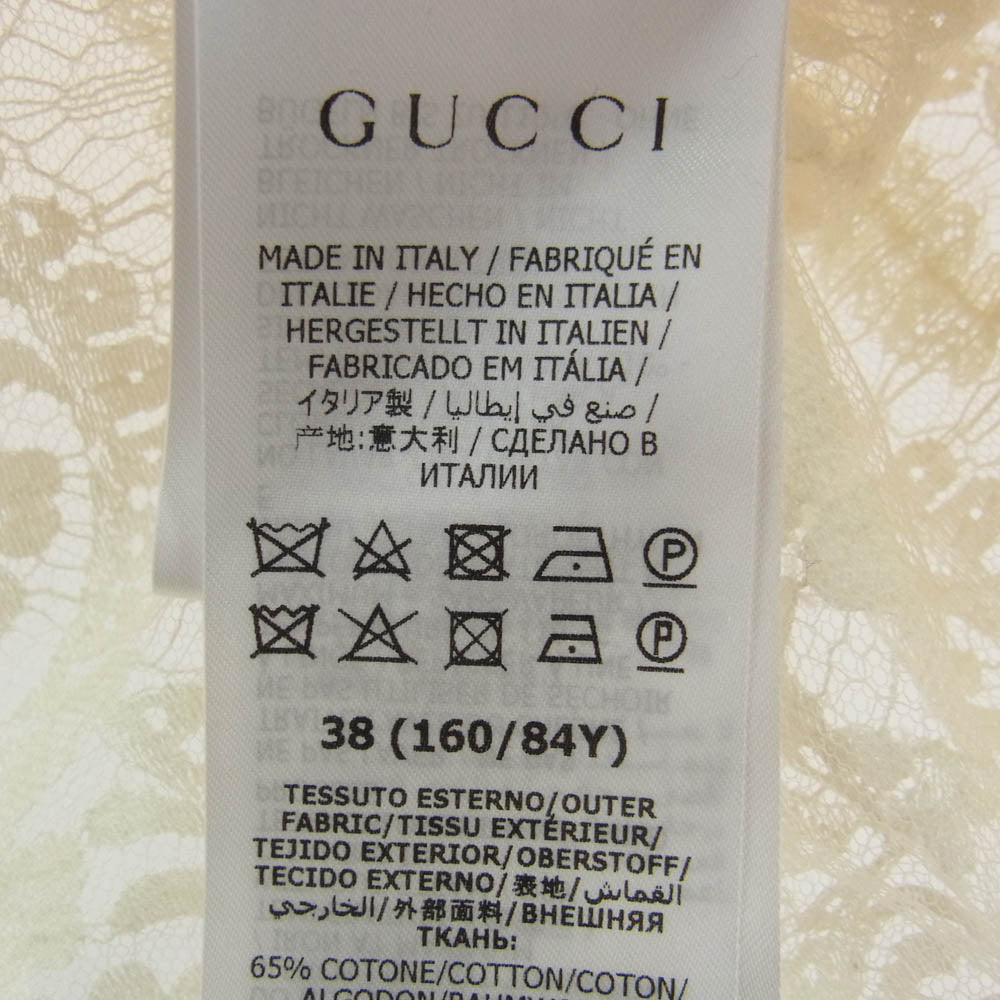 GUCCI
MADE IN ITALY / FABRIQUÉ EN
ITALIE / HECHO EN ITALIA /
HERGESTELLT IN ITALIEN /
FABRICADO EM ITÁLIA /
イタリア製 / صنع في إيطاليا /
产地:意大利 / СДЕЛАНО В
ИТАЛИИ
P
P
38 (160/84Y)
TESSUTO ESTERNO/OUTER
FABRIC/TISSU EXTÉRIEUR/
TEJIDO EXTERIOR/OBERSTOFF/
TECIDO EXTERNO/表地/القماش
الخارجي/外部面料/ВНЕШНЯЯ
ТКАНЬ:
65% COTONE/COTTON/COTON/